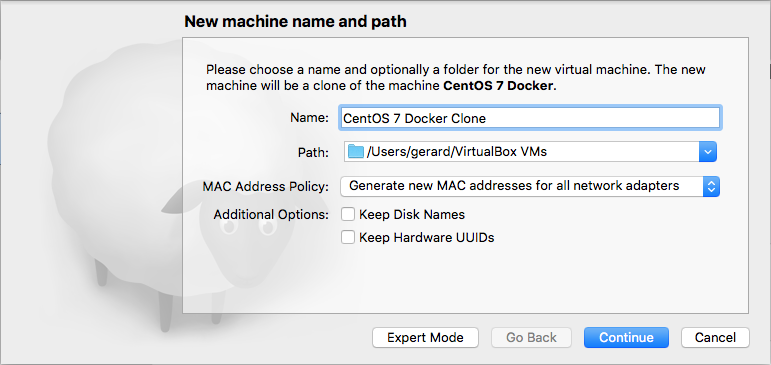 New machine name and path
Please choose a name and optionally a folder for the new virtual machine. The new
machine will be a clone of the machine CentOS 7 Docker.
Name: CentOS 7 Docker Clone
Path: /Users/gerard/VirtualBox VMs
MAC Address Policy: Generate new MAC addresses for all network adapters
Additional Options: Keep Disk Names
Keep Hardware UUIDs
Expert Mode Go Back Continue Cancel